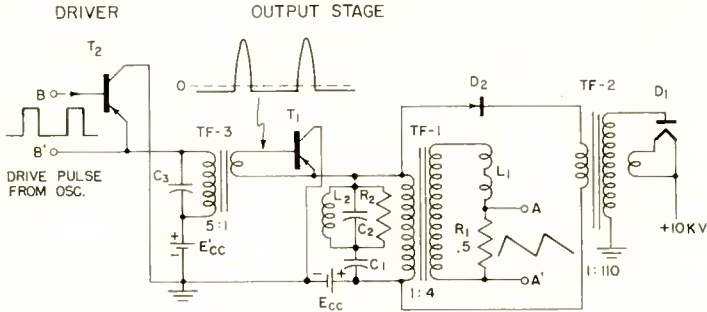 DRIVER
OUTPUT STAGE
T2
B
B'
DRIVE PULSE
FROM OSC.
0
TF-3
T1
C3
5:1
E'CC
+
-
L2
R2
C2
C1
- +
ECC
D2
TF-1
1:4
L1
A
R1
.5
A'
TF-2
D1
1:110
+10KV